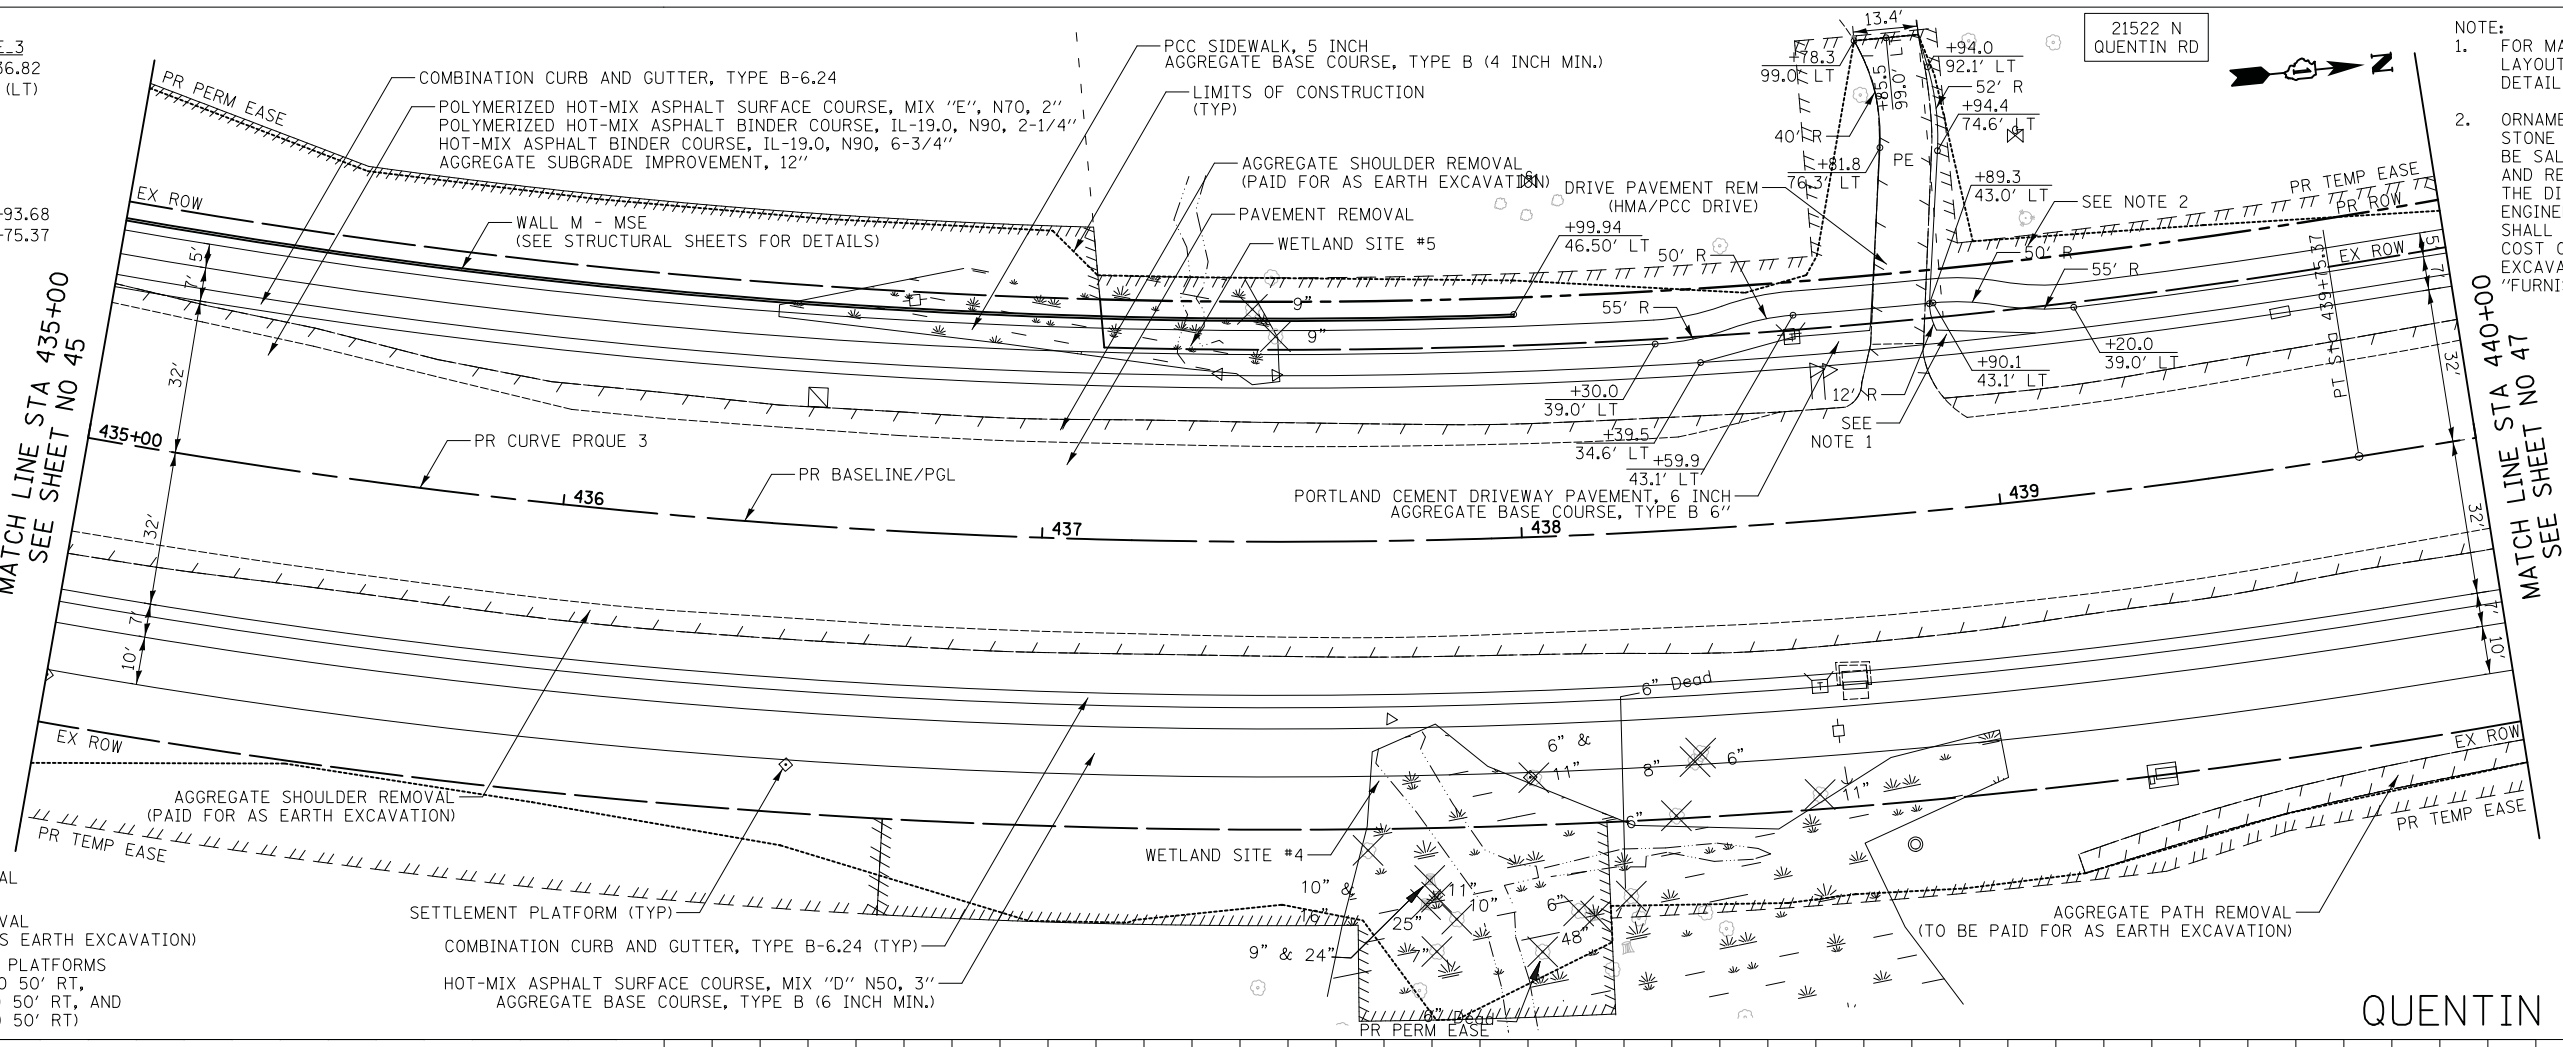 E_3
36.82
(LT)
+93.68
+75.37
PR PERM EASE
COMBINATION CURB AND GUTTER, TYPE B-6.24
POLYMERIZED HOT-MIX ASPHALT SURFACE COURSE, MIX "E", N70, 2"
POLYMERIZED HOT-MIX ASPHALT BINDER COURSE, IL-19.0, N90, 2-1/4"
HOT-MIX ASPHALT BINDER COURSE, IL-19.0, N90, 6-3/4"
AGGREGATE SUBGRADE IMPROVEMENT, 12"
PCC SIDEWALK, 5 INCH
AGGREGATE BASE COURSE, TYPE B (4 INCH MIN.)
LIMITS OF CONSTRUCTION
(TYP)
AGGREGATE SHOULDER REMOVAL
(PAID FOR AS EARTH EXCAVATION)
PAVEMENT REMOVAL
WETLAND SITE #5
EX ROW
WALL M - MSE
(SEE STRUCTURAL SHEETS FOR DETAILS)
DRIVE PAVEMENT REM
(HMA/PCC DRIVE)
+99.94
46.50' LT
50' R
55' R
13.4'
+78.3
99.0' LT
+85.5
99.0' LT
40' R
+81.8
76.3' LT
PE
+94.0
92.1' LT
52' R
+94.4
74.6' LT
+89.3
43.0' LT
SEE NOTE 2
50' R
55' R
21522 N
QUENTIN RD
N
NOTE:
1. FOR MA
LAYOUT
DETAIL
2. ORNAME
STONE
BE SAL
AND RE
THE DI
ENGINE
SHALL
COST O
EXCAVA
"FURNI
PR TEMP EASE
PR ROW
EX ROW
5'
7'
32'
PT Sta 439+75.37
+20.0
39.0' LT
+90.1
43.1' LT
12' R
SEE
NOTE 1
+30.0
39.0' LT
+39.5
34.6' LT
+59.9
43.1' LT
PORTLAND CEMENT DRIVEWAY PAVEMENT, 6 INCH
AGGREGATE BASE COURSE, TYPE B 6"
9"
9"
5'
7'
32'
MATCH LINE STA 435+00
SEE SHEET NO 45
435+00
PR CURVE PRQUE 3
PR BASELINE/PGL
436
437
438
439
MATCH LINE STA 440+00
SEE SHEET NO 47
32'
7'
10'
32'
7'
10'
EX ROW
AGGREGATE SHOULDER REMOVAL
(PAID FOR AS EARTH EXCAVATION)
PR TEMP EASE
SETTLEMENT PLATFORM (TYP)
COMBINATION CURB AND GUTTER, TYPE B-6.24 (TYP)
HOT-MIX ASPHALT SURFACE COURSE, MIX "D" N50, 3"
AGGREGATE BASE COURSE, TYPE B (6 INCH MIN.)
AL
VAL
S EARTH EXCAVATION)
PLATFORMS
O 50' RT,
50' RT, AND
50' RT)
WETLAND SITE #4
6" Dead
6" &
11"
8"
6"
11"
6"
10" &
16"
11"
10"
6"
25"
9" & 24"
7"
48"
6" Dead
PR PERM EASE
EX ROW
PR TEMP EASE
AGGREGATE PATH REMOVAL
(TO BE PAID FOR AS EARTH EXCAVATION)
QUENTIN